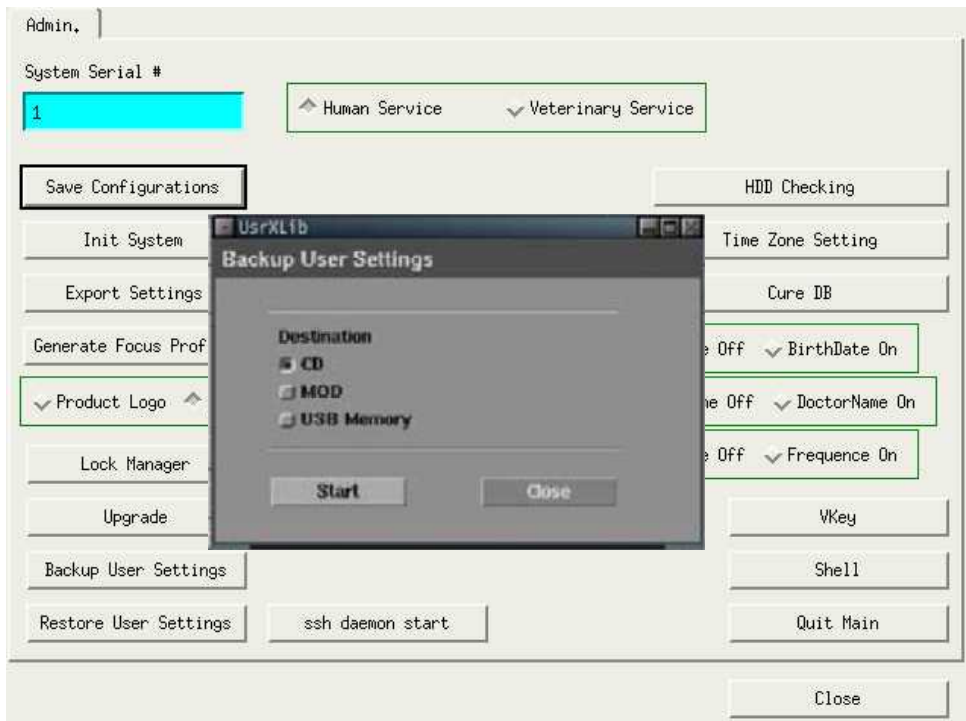 Admin.
System Serial #
1
Human Service
Veterinary Service
Save Configurations
HDD Checking
Init System
UsrXLib
Time Zone Setting
Backup User Settings
Export Settings
Cure DB
Destination
Generate Focus Prof
Off
BirthDate On
CD
MOD
Product Logo
Off
DoctorName On
USB Memory
Lock Manager
Off
Frequence On
Start
Close
Upgrade
VKey
Backup User Settings
Shell
Restore User Settings
ssh daemon start
Quit Main
Close